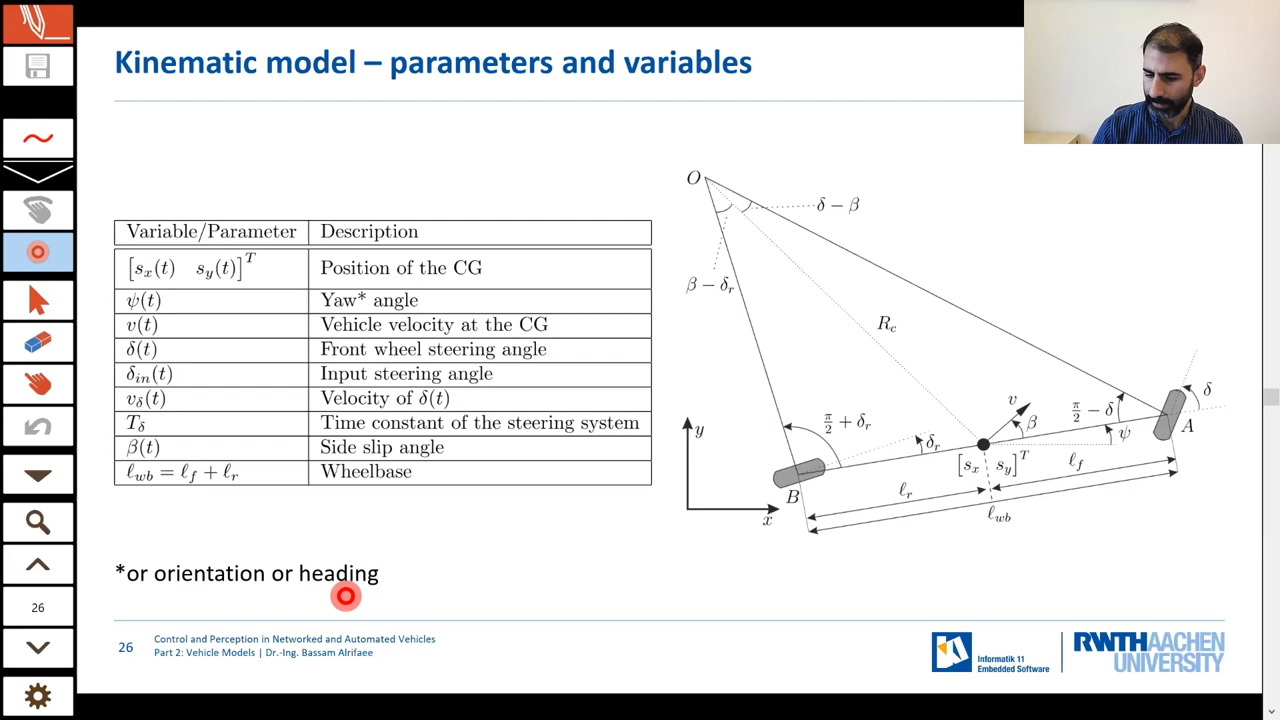 Kinematic model – parameters and variables
Variable/Parameter Description
[s_x(t) s_y(t)]^T Position of the CG
ψ(t) Yaw* angle
v(t) Vehicle velocity at the CG
δ(t) Front wheel steering angle
δ_in(t) Input steering angle
v_δ(t) Velocity of δ(t)
T_δ Time constant of the steering system
β(t) Side slip angle
ℓ_wb = ℓ_f + ℓ_r Wheelbase
*or orientation or heading
O
δ − β
β − δ_r
R_c
v
β
π/2 − δ
δ
A
ψ
π/2 + δ_r
δ_r
[s_x s_y]^T
ℓ_f
B
ℓ_r
ℓ_wb
y
x
26
26
Control and Perception in Networked and Automated Vehicles
Part 2: Vehicle Models | Dr.-Ing. Bassam Alrifaee
Informatik 11
Embedded Software
RWTHAACHEN
UNIVERSITY